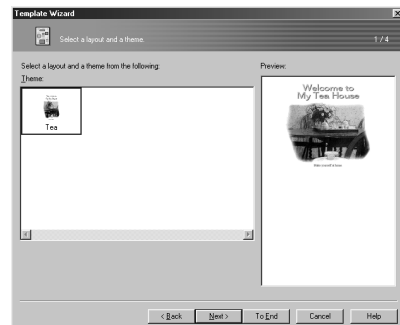 Template Wizard
Select a layout and a theme.
1 / 4
Select a layout and a theme from the following:
Theme:
Tea
Preview:
Welcome to
My Tea House
< Back
Next >
To End
Cancel
Help